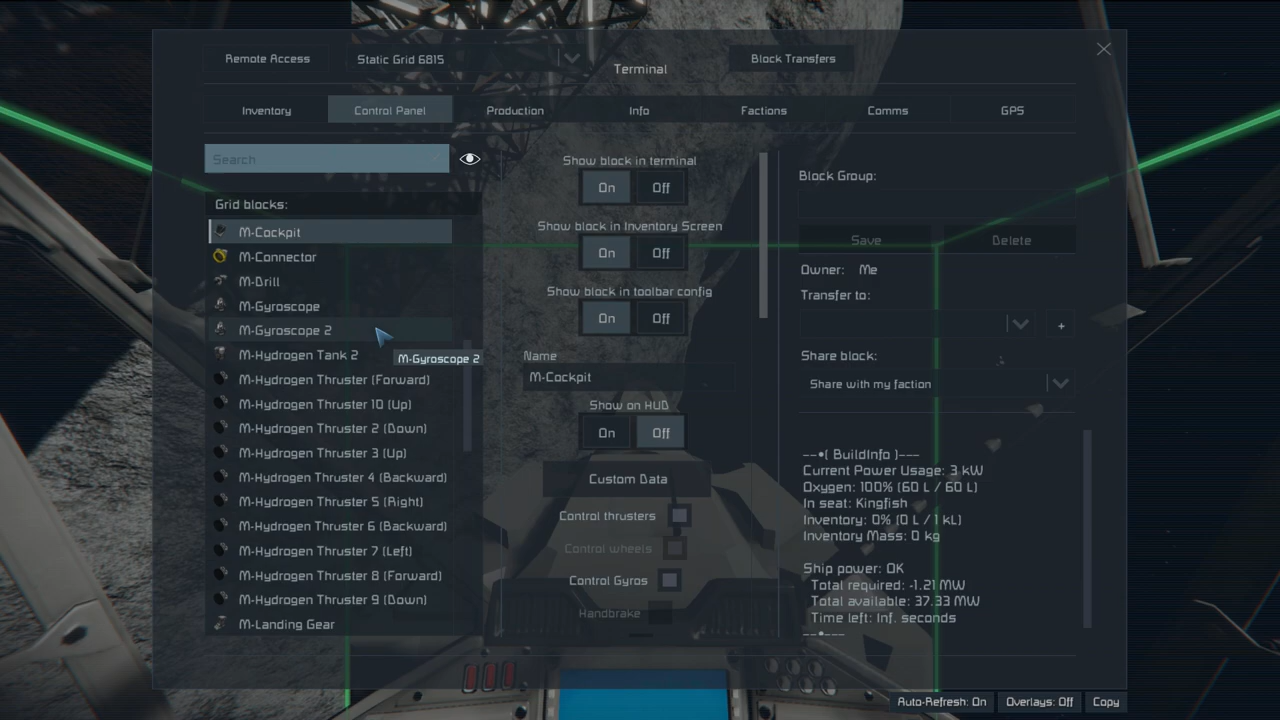 Remote Access
Static Grid 6815
Terminal
Block Transfers
Inventory
Control Panel
Production
Info
Factions
Comms
GPS
Search
Grid blocks:
M-Cockpit
M-Connector
M-Drill
M-Gyroscope
M-Gyroscope 2
M-Gyroscope 2
M-Hydrogen Tank 2
M-Hydrogen Thruster (Forward)
M-Hydrogen Thruster 10 (Up)
M-Hydrogen Thruster 2 (Down)
M-Hydrogen Thruster 3 (Up)
M-Hydrogen Thruster 4 (Backward)
M-Hydrogen Thruster 5 (Right)
M-Hydrogen Thruster 6 (Backward)
M-Hydrogen Thruster 7 (Left)
M-Hydrogen Thruster 8 (Forward)
M-Hydrogen Thruster 9 (Down)
M-Landing Gear
Show block in terminal
On Off
Show block in Inventory Screen
On Off
Show block in toolbar config
On Off
Name
M-Cockpit
Show on HUD
On Off
Custom Data
Control thrusters
Control wheels
Control Gyros
Handbrake
Block Group:
Save Delete
Owner: Me
Transfer to:
+
Share block:
Share with my faction
--•( BuildInfo )---
Current Power Usage: 3 kW
Oxygen: 100% (60 L / 60 L)
In seat: Kingfish
Inventory: 0% (0 L / 1 kL)
Inventory Mass: 0 kg
Ship power: OK
Total required: -1.21 MW
Total available: 37.33 MW
Time left: Inf. seconds
--•---
Auto-Refresh: On
Overlays: Off
Copy